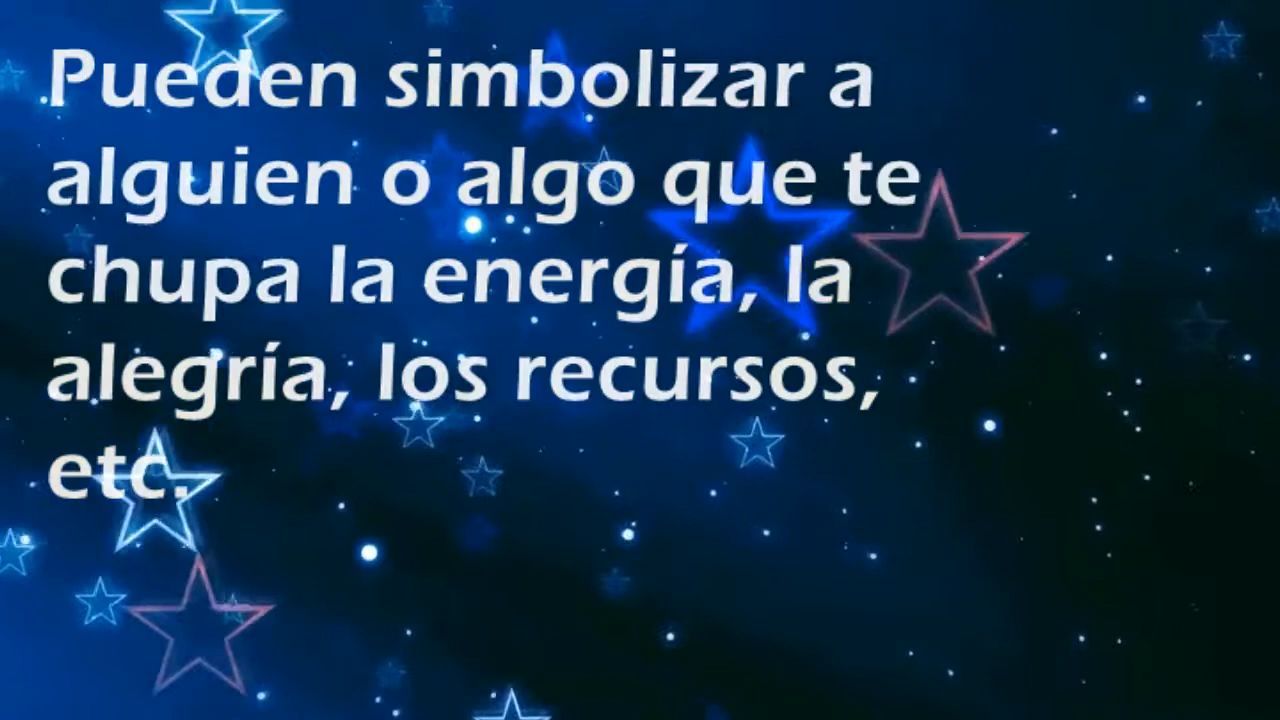 Pueden simbolizar a
alguien o algo que te
chupa la energía, la
alegría, los recursos,
etc.